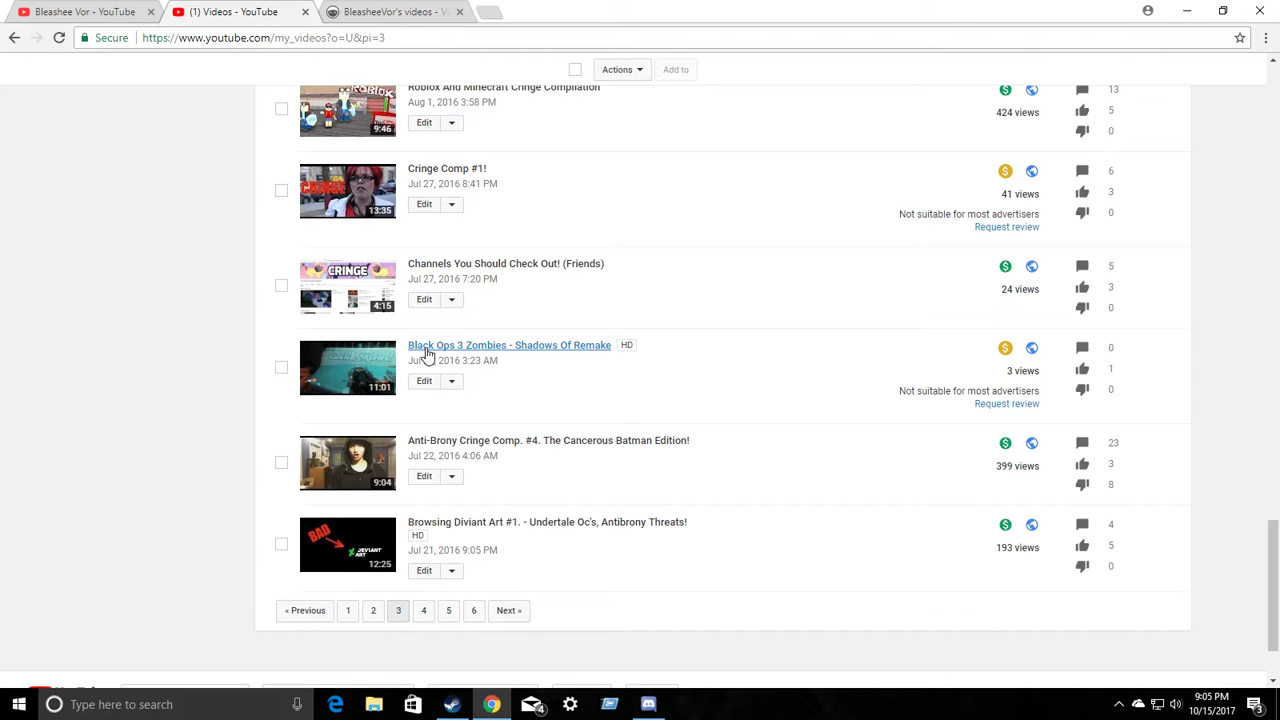 Bleashee Vor - YouTube
(1) Videos - YouTube
BleasheeVor's videos - V
Secure https://www.youtube.com/my_videos?o=U&pi=3
Actions Add to
Roblox And Minecraft Cringe Compilation
Aug 1, 2016 3:58 PM
Edit
9:46
424 views
13
5
0
Cringe Comp #1!
Jul 27, 2016 8:41 PM
Edit
CRINGE
13:35
41 views
Not suitable for most advertisers
Request review
6
3
0
Channels You Should Check Out! (Friends)
Jul 27, 2016 7:20 PM
Edit
CRINGE
4:15
24 views
5
3
0
Black Ops 3 Zombies - Shadows Of Remake HD
2016 3:23 AM
Edit
11:01
3 views
Not suitable for most advertisers
Request review
0
1
0
Anti-Brony Cringe Comp. #4. The Cancerous Batman Edition!
Jul 22, 2016 4:06 AM
Edit
9:04
399 views
23
3
8
Browsing Diviant Art #1. - Undertale Oc's, Antibrony Threats!
HD
Jul 21, 2016 9:05 PM
Edit
BAD
DEVIANT
ART
12:25
193 views
4
5
0
« Previous 1 2 3 4 5 6 Next »
Type here to search
4
9:05 PM
10/15/2017
3